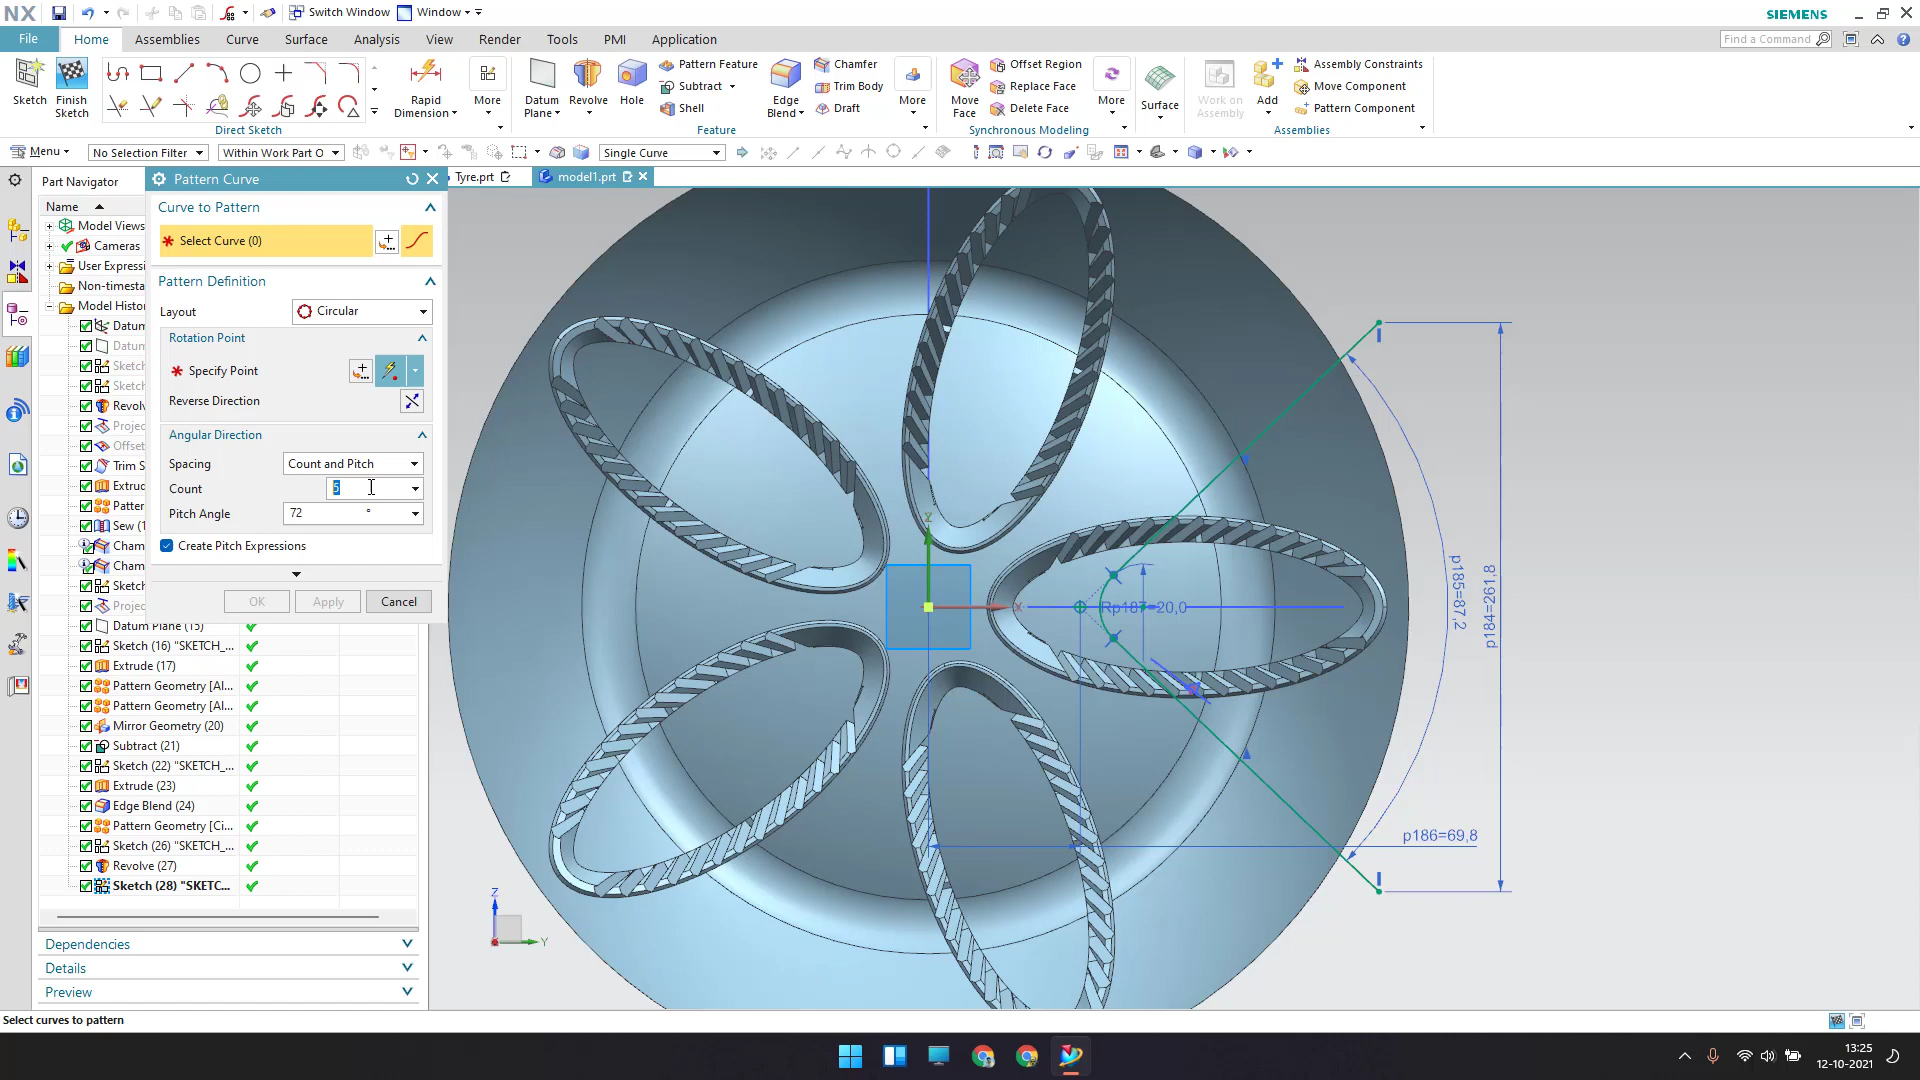 NX
Switch Window
Window
SIEMENS
File
Home
Assemblies
Curve
Surface
Analysis
View
Render
Tools
PMI
Application
Find a Command
Sketch
Finish Sketch
Rapid Dimension
More
Direct Sketch
Datum Plane
Revolve
Hole
Pattern Feature
Subtract
Shell
Edge Blend
Chamfer
Trim Body
Draft
More
Feature
Move Face
Offset Region
Replace Face
Delete Face
More
Synchronous Modeling
Surface
Work on Assembly
Add
Assembly Constraints
Move Component
Pattern Component
Assemblies
Menu
No Selection Filter
Within Work Part O
Single Curve
Part Navigator
Pattern Curve
Tyre.prt
model1.prt
Name
Model Views
Cameras
User Expressi
Non-timesta
Model Histo
Datum
Datum
Sketch
Sketch
Revolv
Projec
Offset
Trim S
Extruc
Patter
Sew (1
Cham
Cham
Sketch
Projec
Datum Plane (15)
Sketch (16) "SKETCH_...
Extrude (17)
Pattern Geometry [Al...
Pattern Geometry [Al...
Mirror Geometry (20)
Subtract (21)
Sketch (22) "SKETCH_...
Extrude (23)
Edge Blend (24)
Pattern Geometry [Ci...
Sketch (26) "SKETCH_...
Revolve (27)
Sketch (28) "SKETC...
Dependencies
Details
Preview
Curve to Pattern
* Select Curve (0)
Pattern Definition
Layout
Circular
Rotation Point
* Specify Point
Reverse Direction
Angular Direction
Spacing
Count and Pitch
Count
5
Pitch Angle
72 °
Create Pitch Expressions
OK
Apply
Cancel
Y
X
Rp187=20,0
p185=87,2
p184=261,8
p186=69,8
Z
Y
Select curves to pattern
13:25
12-10-2021